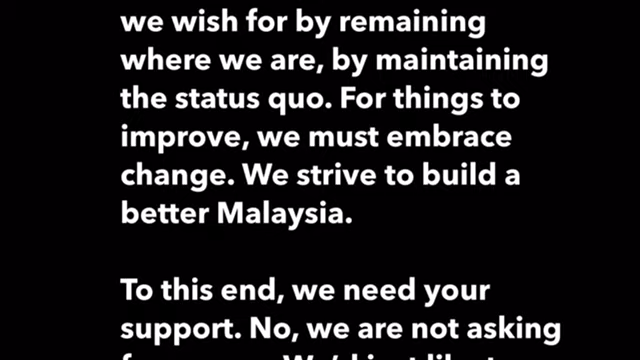 we wish for by remaining
where we are, by maintaining
the status quo. For things to
improve, we must embrace
change. We strive to build a
better Malaysia.
To this end, we need your
support. No, we are not asking